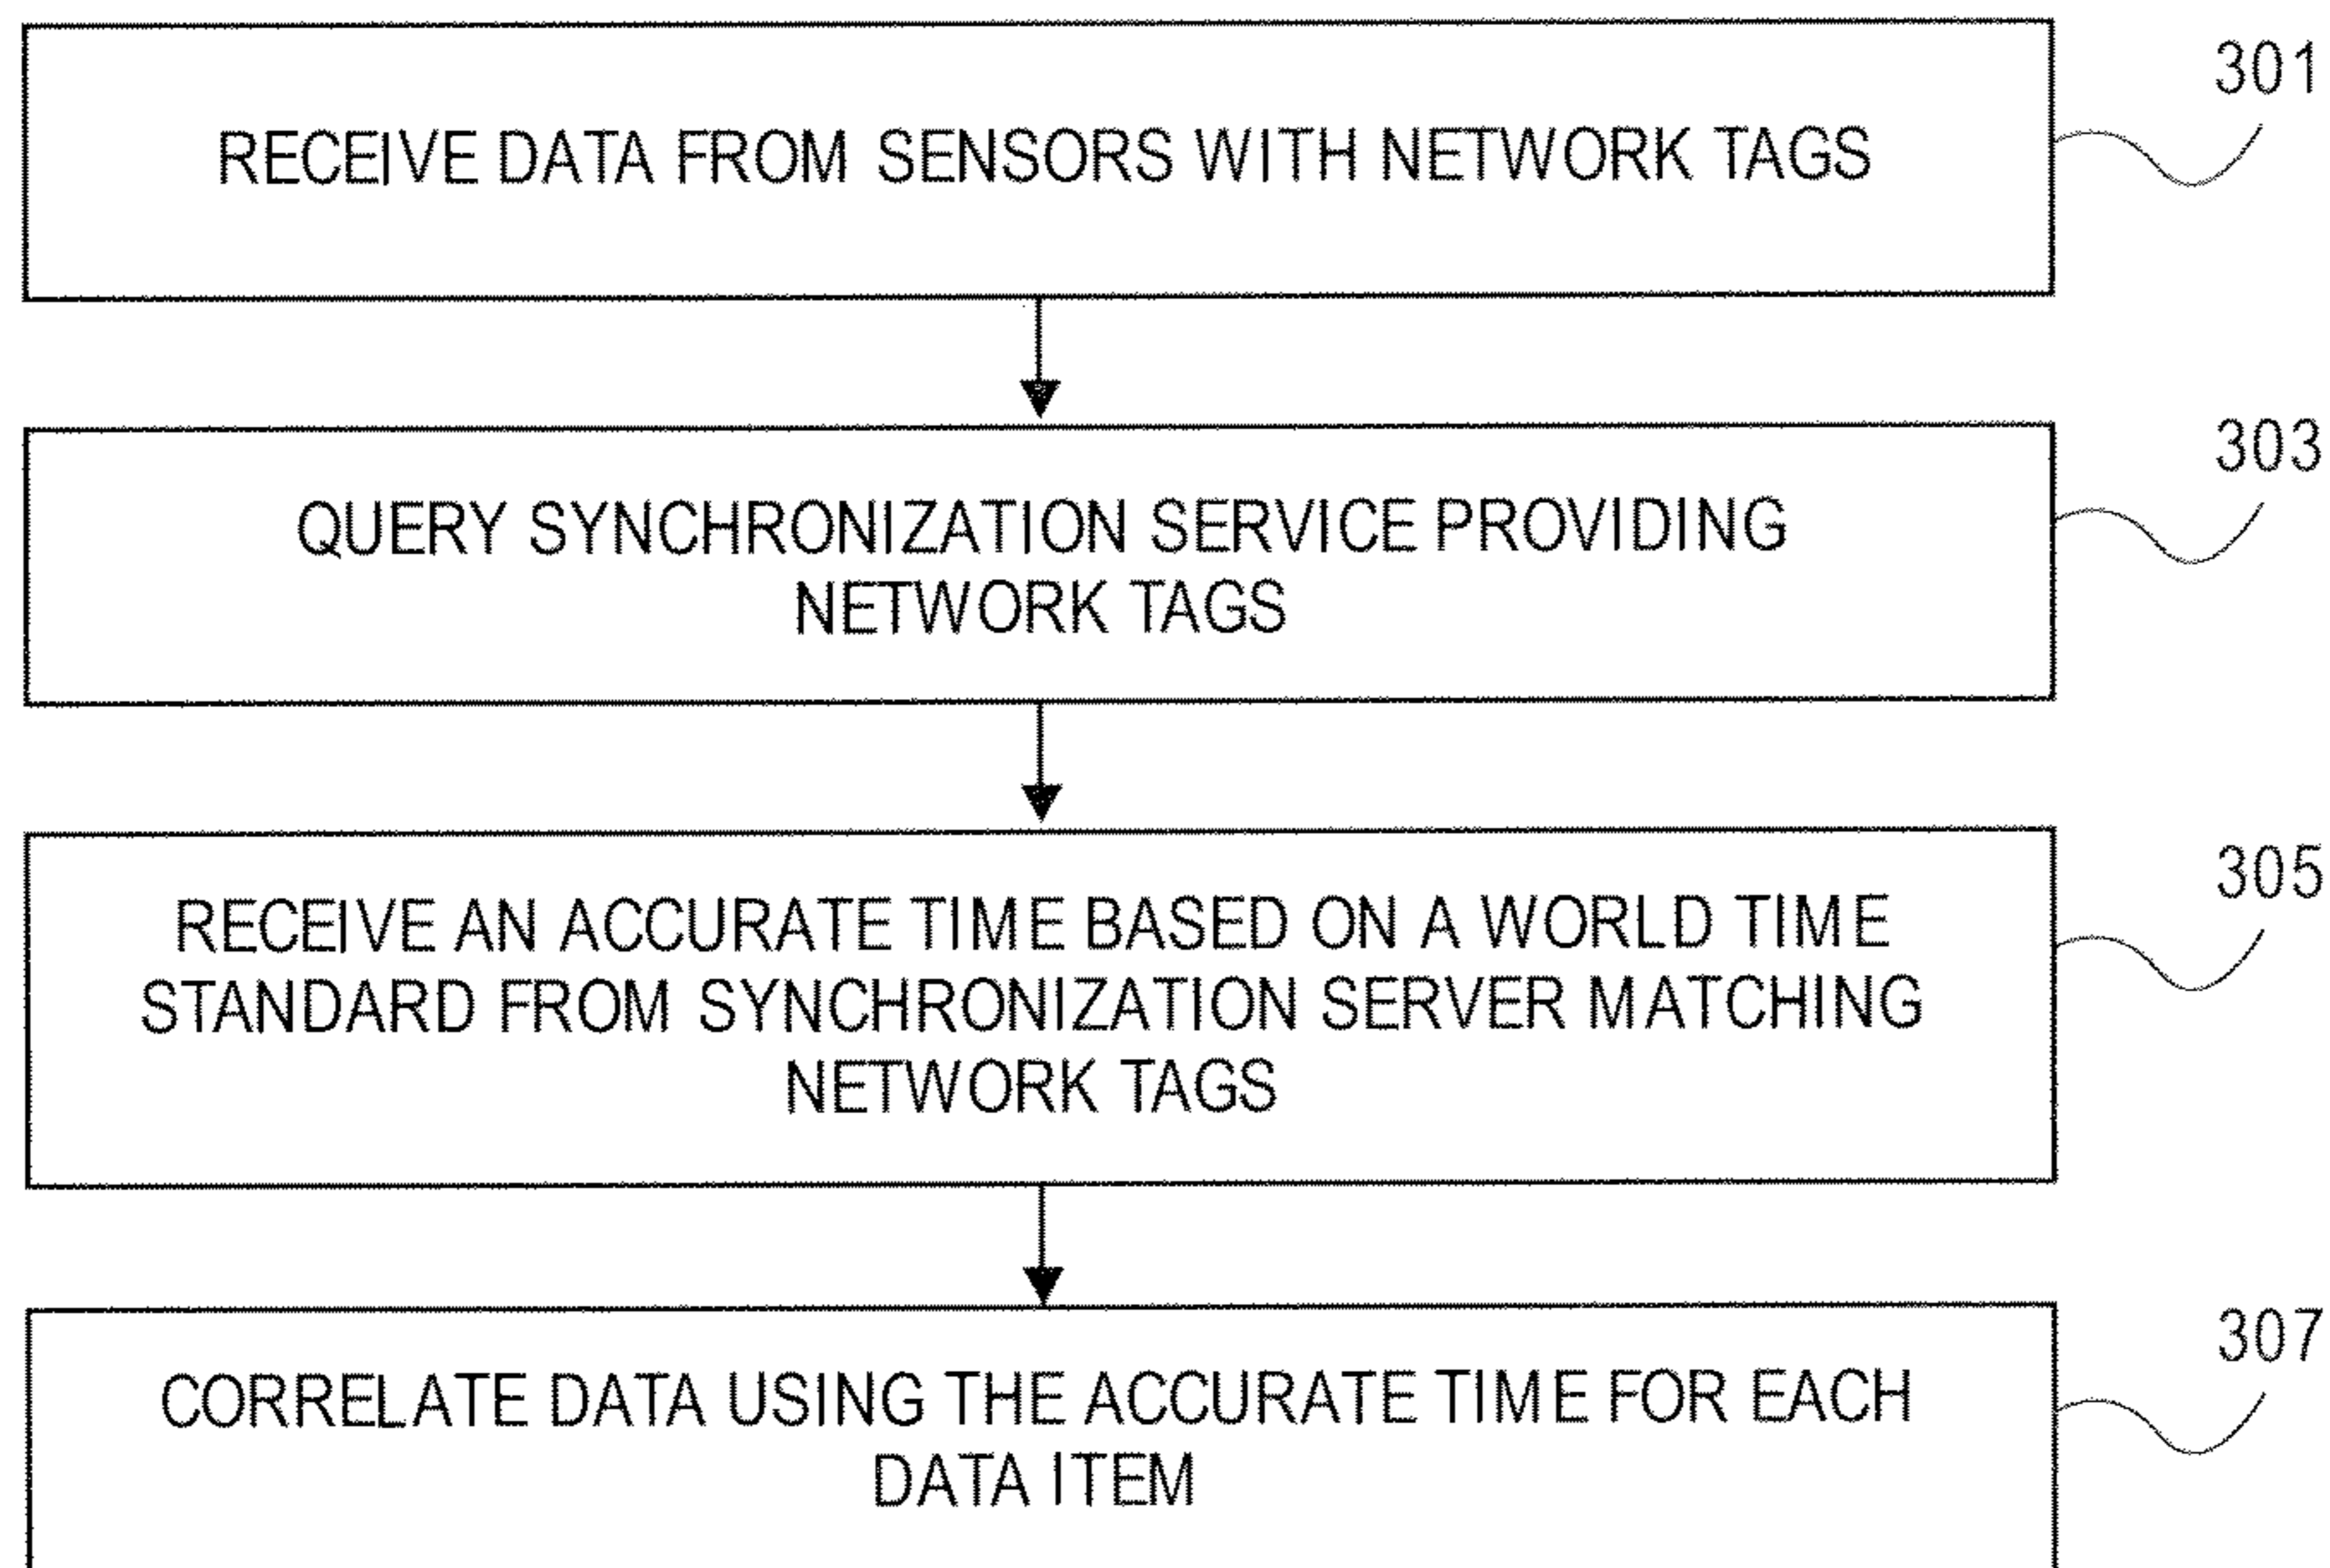 301
RECEIVE DATA FROM SENSORS WITH NETWORK TAGS
303
QUERY SYNCHRONIZATION SERVICE PROVIDING
NETWORK TAGS
305
RECEIVE AN ACCURATE TIME BASED ON A WORLD TIME
STANDARD FROM SYNCHRONIZATION SERVER MATCHING
NETWORK TAGS
307
CORRELATE DATA USING THE ACCURATE TIME FOR EACH
DATA ITEM